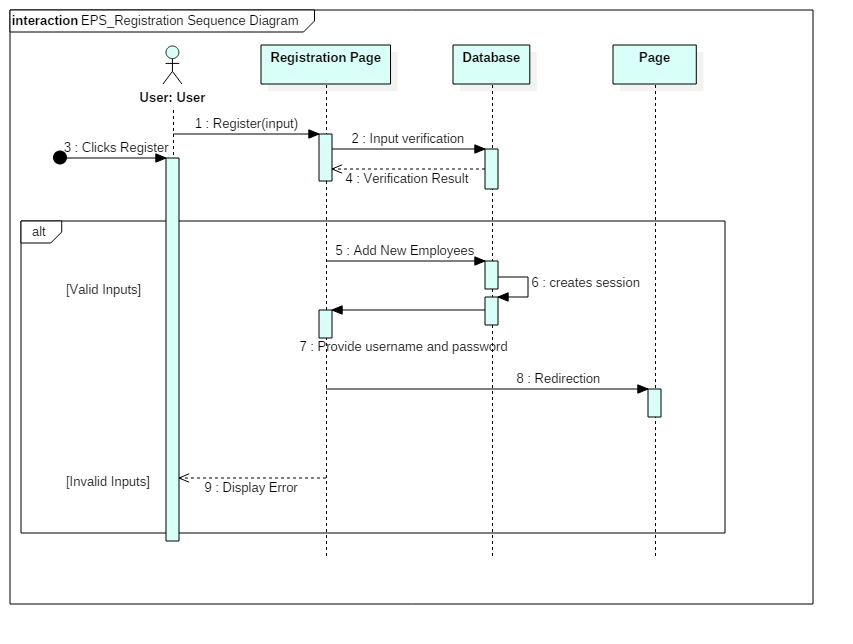 interaction EPS_Registration Sequence Diagram
Registration Page
Database
Page
User: User
1 : Register(input)
2 : Input verification
3 : Clicks Register
4 : Verification Result
alt
5 : Add New Employees
6 : creates session
[Valid Inputs]
7 : Provide username and password
8 : Redirection
[Invalid Inputs]
9 : Display Error